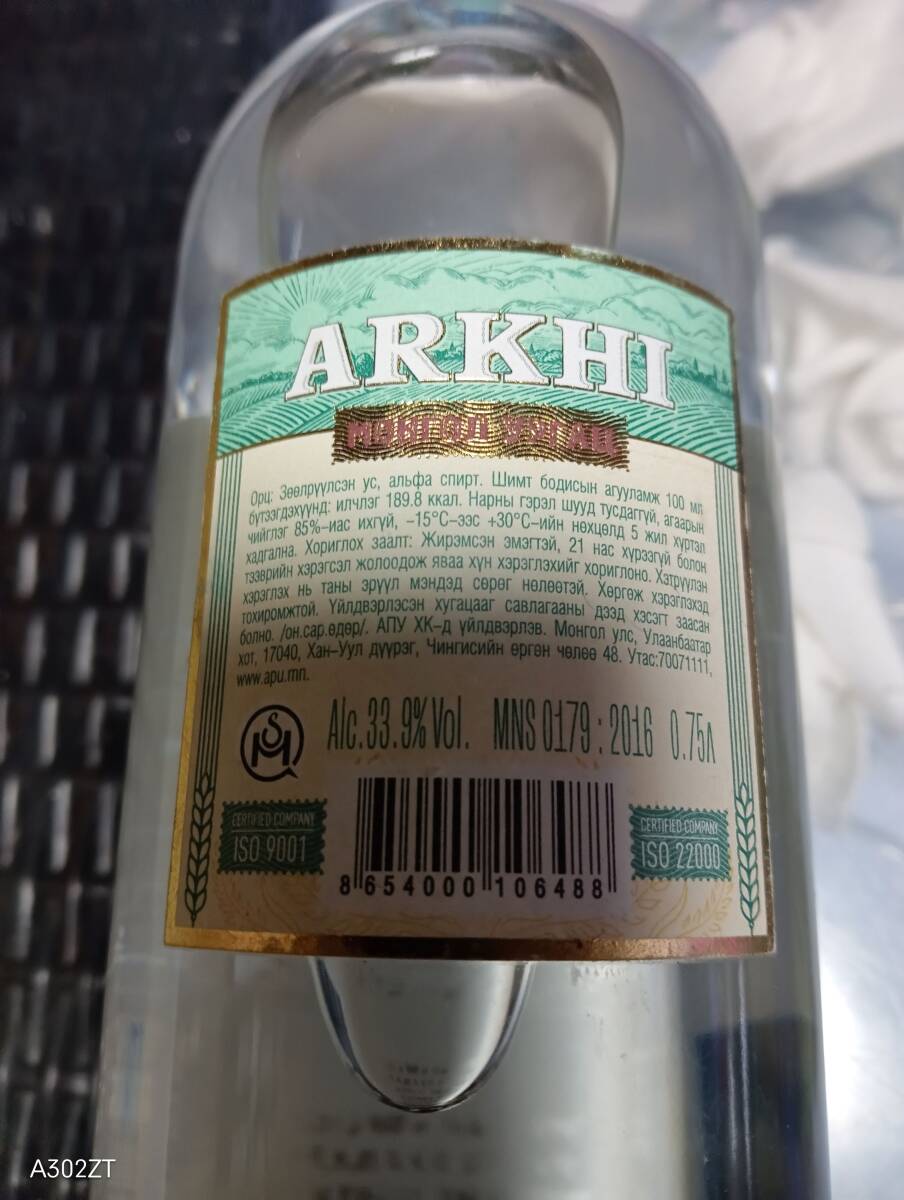 ARKHI
МОНГОЛ УУГАЦ
Орц: Зөөлрүүлсэн ус, альфа спирт. Шимт бодисын агууламж 100 мл
бүтээгдэхүүнд: илчлэг 189.8 ккал. Нарны гэрэл шууд тусдаггүй, агаарын
чийглэг 85%-иас ихгүй, -15°С-ээс +30°С-ийн нөхцөлд 5 жил хүртэл
хадгална. Хориглох заалт: Жирэмсэн эмэгтэй, 21 нас хүрээгүй болон
тээврийн хэрэгсэл жолоодож яваа хүн хэрэглэхийг хориглоно. Хэтрүүлэн
хэрэглэх нь таны эрүүл мэндэд сөрөг нөлөөтэй. Хөргөж хэрэглэхэд
тохиромжтой. Үйлдвэрлэсэн хугацааг савлагааны дээд хэсэгт заасан
болно. /он.сар.өдөр/. АПУ ХК-д үйлдвэрлэв. Монгол улс, Улаанбаатар
хот, 17040, Хан-Уул дүүрэг, Чингисийн өргөн чөлөө 48. Утас:70071111,
www.apu.mn.
Alc.33.9% Vol. MNS 0179 : 2016 0.75л
CERTIFIED COMPANY
ISO 9001
CERTIFIED COMPANY
ISO 22000
8 654000 106488
A302ZT